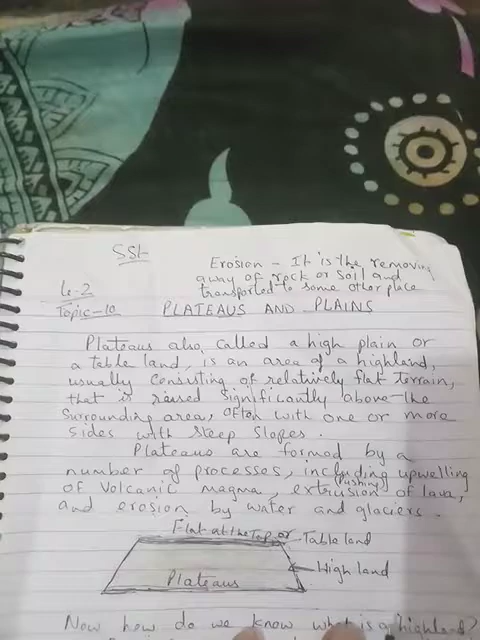 SSt
Erosion - It is the removing
away of rock or soil and
transported to some other place
Le-2
Topic-10
PLATEAUS AND PLAINS
Plateaus also, called a high plain or
a table land, is an area of a highland,
usually consisting of relatively flat terrain,
that is raised significantly above the
surrounding area, often with one or more
sides with steep slopes.
Plateaus are formed by a
number of processes, including upwelling
(Pushing)
of Volcanic magma, extrusion of lava,
and erosion by water and glaciers.
Flat at the Top or Table land
High land
Plateaus
Now how do we know what is a highland?